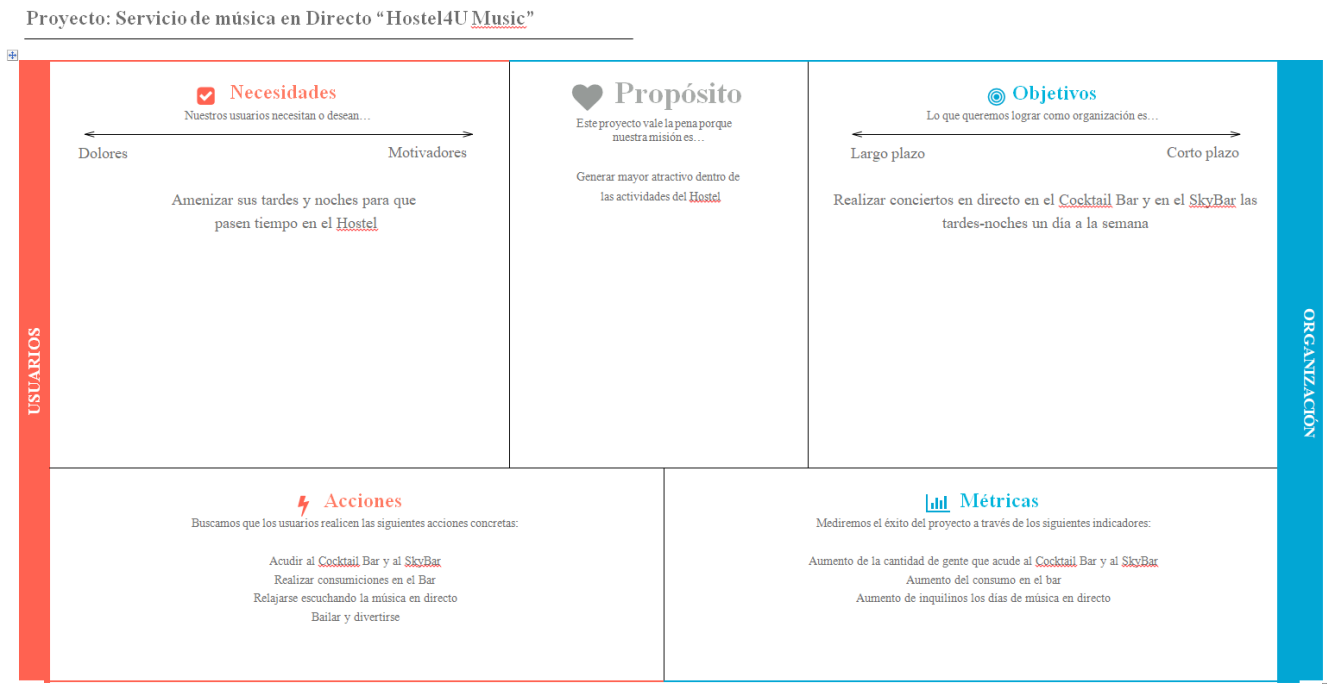 Proyecto: Servicio de música en Directo “Hostel4U Music”
USUARIOS
Necesidades
Nuestros usuarios necesitan o desean…
Dolores
Motivadores
Amenizar sus tardes y noches para que
pasen tiempo en el Hostel
Propósito
Este proyecto vale la pena porque
nuestra misión es…
Generar mayor atractivo dentro de
las actividades del Hostel
Objetivos
Lo que queremos lograr como organización es…
Largo plazo
Corto plazo
Realizar conciertos en directo en el Cocktail Bar y en el SkyBar las
tardes-noches un día a la semana
ORGANIZACIÓN
Acciones
Buscamos que los usuarios realicen las siguientes acciones concretas:
Acudir al Cocktail Bar y al SkyBar
Realizar consumiciones en el Bar
Relajarse escuchando la música en directo
Bailar y divertirse
Métricas
Mediremos el éxito del proyecto a través de los siguientes indicadores:
Aumento de la cantidad de gente que acude al Cocktail Bar y al SkyBar
Aumento del consumo en el bar
Aumento de inquilinos los días de música en directo